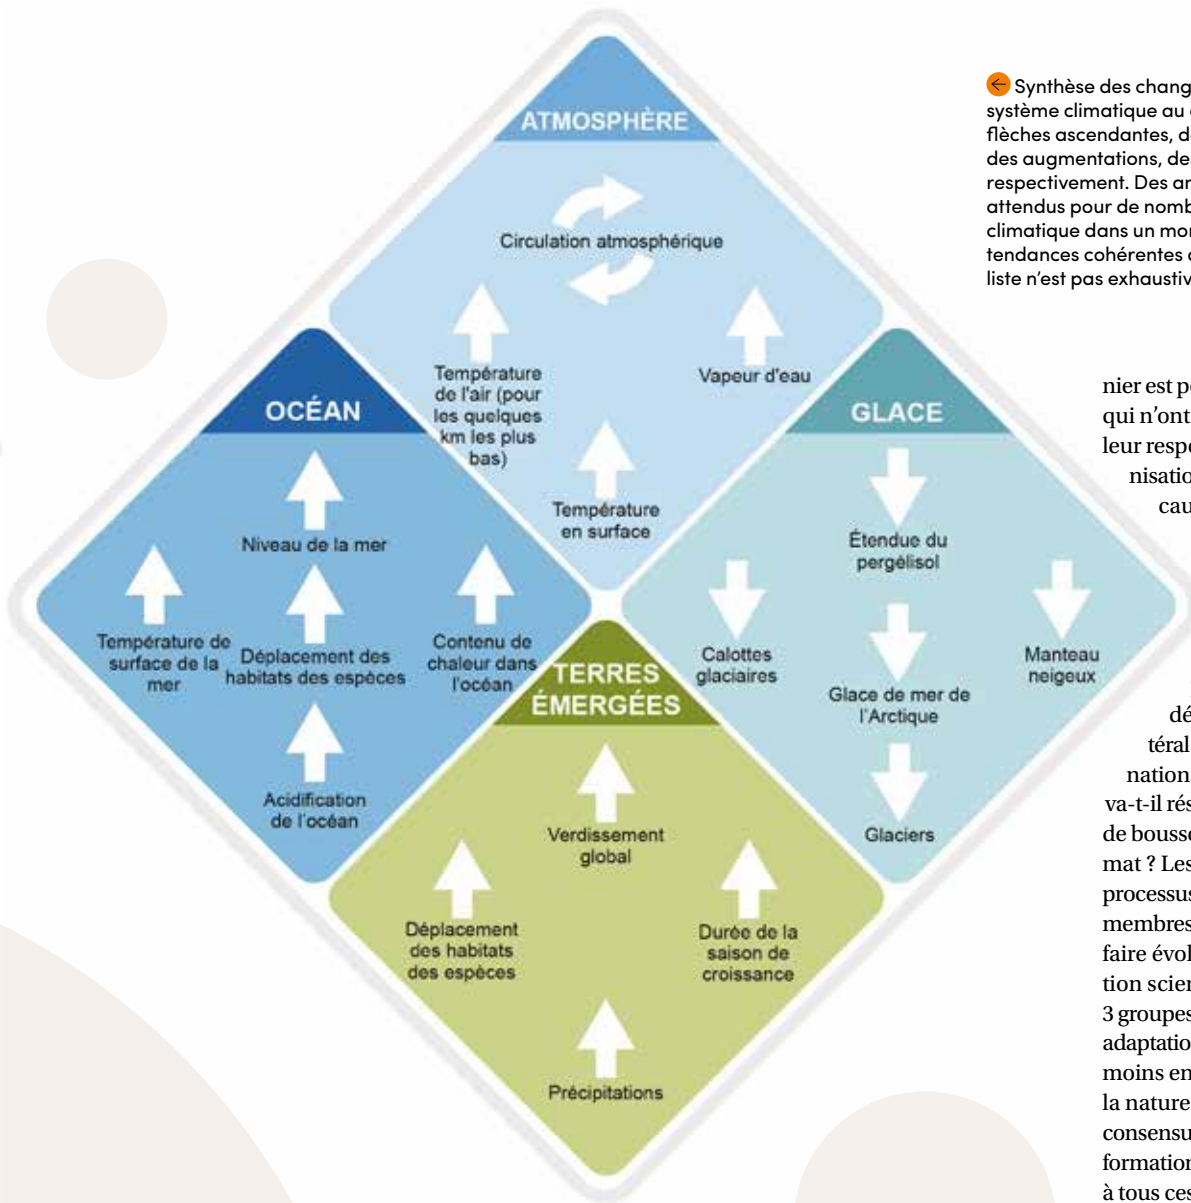 ATMOSPHÈRE
Circulation atmosphérique
Température
de l'air (pour
les quelques
km les plus
bas)
Vapeur d'eau
Température
en surface
OCÉAN
Niveau de la mer
Température de
surface de la
mer
Déplacement des
habitats des espèces
Contenu de
chaleur dans
l'océan
Acidification
de l'océan
GLACE
Étendue du
pergélisol
Calottes
glaciaires
Glace de mer de
l'Arctique
Manteau
neigeux
Glaciers
TERRES
ÉMERGÉES
Verdissement
global
Déplacement
des habitats
des espèces
Durée de la
saison de
croissance
Précipitations
Synthèse des chang
système climatique au
flèches ascendantes, d
des augmentations, de
respectivement. Des a
attendus pour de nomb
climatique dans un mo
tendances cohérentes
liste n'est pas exhaustiv
nier est p
qui n'ont
leur resp
nisatio
cau
dé
téral
nation
va-t-il rés
de bouss
mat ? Les
processus
membres
faire évol
tion scien
3 groupes
adaptatio
moins en
la nature
consensu
formation
à tous ces